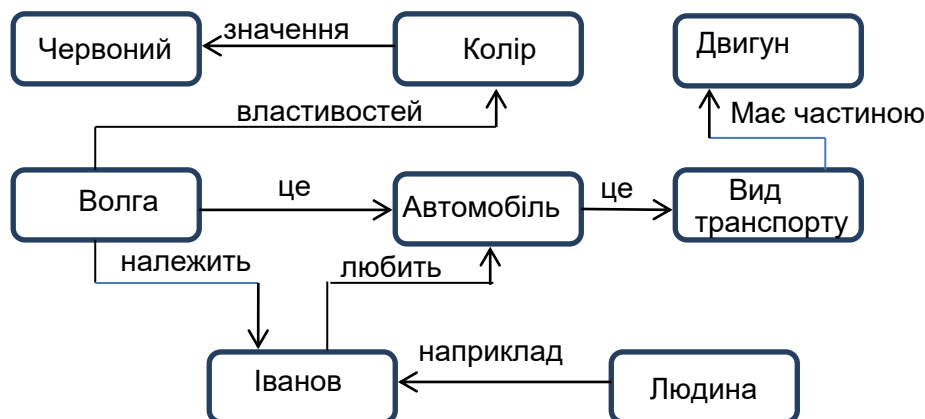 Червоний
значення
Колір
Двигун
властивостей
Має частиною
Волга
це
Автомобіль
це
Вид
транспорту
належить
любить
Іванов
наприклад
Людина